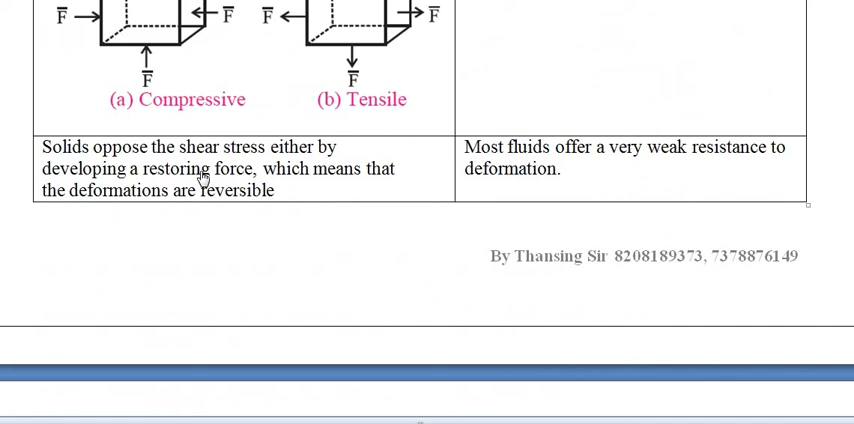 F̅ F̅ F̅ F̅
F̅ F̅
(a) Compressive (b) Tensile
Solids oppose the shear stress either by
developing a restoring force, which means that
the deformations are reversible
Most fluids offer a very weak resistance to
deformation.
By Thansing Sir 8208189373, 7378876149